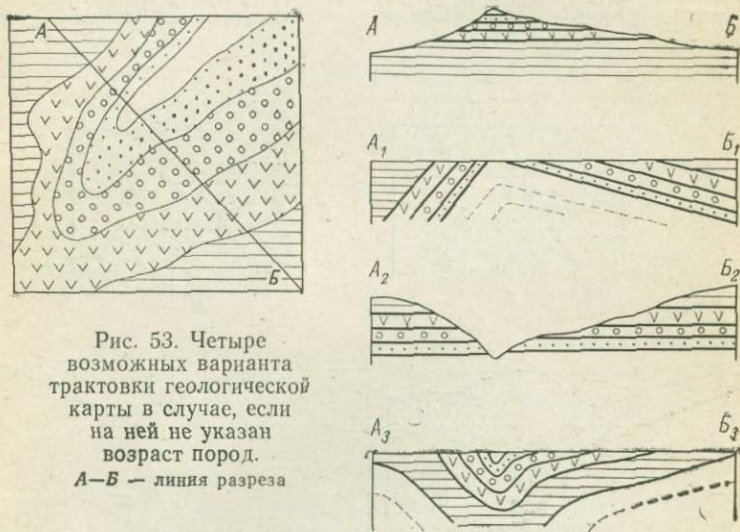 А
Б
Рис. 53. Четыре
возможных варианта
трактовки геологической
карты в случае, если
на ней не указан
возраст пород.
А—Б — линия разреза
А Б
А₁ Б₁
А₂ Б₂
А₃ Б₃